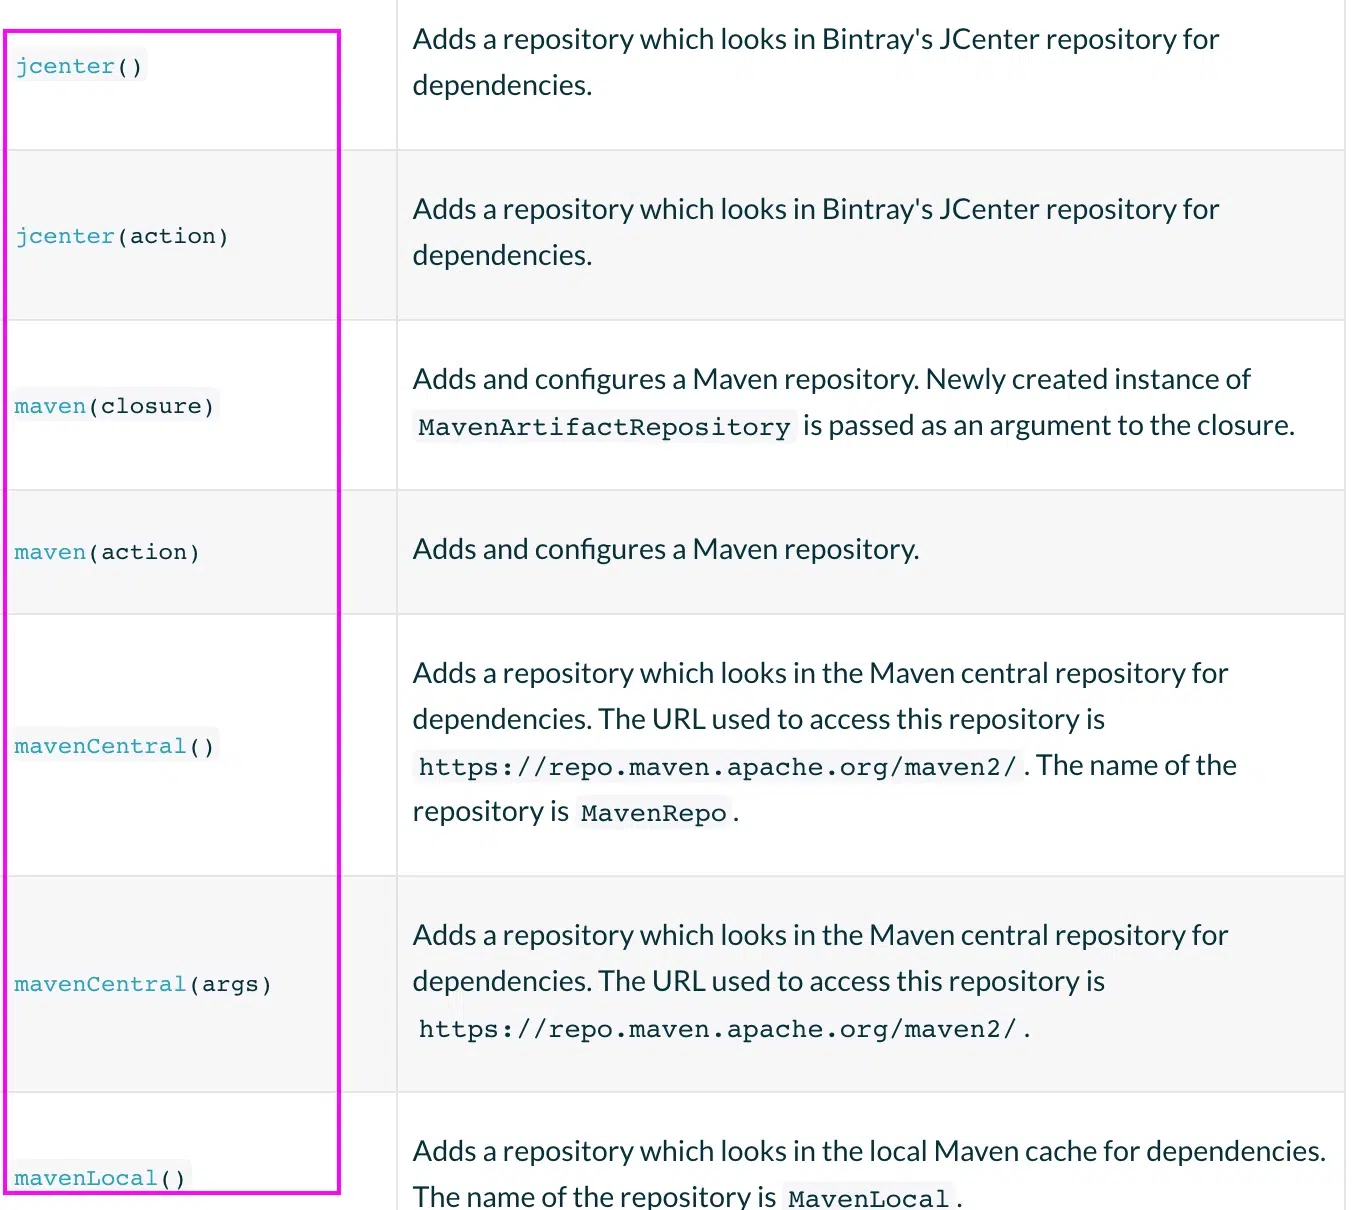 Adds a repository which looks in Bintray's JCenter repository for
jcenter()
dependencies.
Adds a repository which looks in Bintray's JCenter repository for
jcenter(action)
dependencies.
Adds and configures a Maven repository. Newly created instance of
maven(closure)
MavenArtifactRepository is passed as an argument to the closure.
maven(action)
Adds and configures a Maven repository.
Adds a repository which looks in the Maven central repository for
dependencies. The URL used to access this repository is
mavenCentral()
https://repo.maven.apache.org/maven2/. The name of the
repository is MavenRepo.
Adds a repository which looks in the Maven central repository for
dependencies. The URL used to access this repository is
mavenCentral(args)
https://repo.maven.apache.org/maven2/.
Adds a repository which looks in the local Maven cache for dependencies.
mavenLocal()
The name of the repository is MavenLocal.